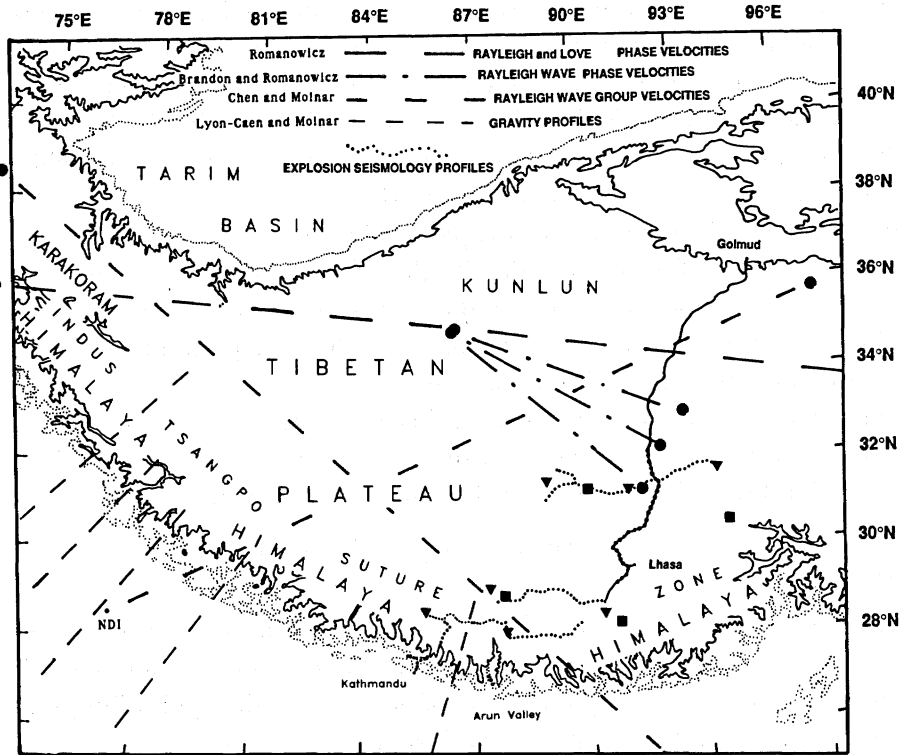 75°E 78°E 81°E 84°E 87°E 90°E 93°E 96°E
Romanowicz RAYLEIGH and LOVE PHASE VELOCITIES
Brandon and Romanowicz RAYLEIGH WAVE PHASE VELOCITIES
Chen and Molnar RAYLEIGH WAVE GROUP VELOCITIES
Lyon-Caen and Molnar GRAVITY PROFILES
EXPLOSION SEISMOLOGY PROFILES
40°N
TARIM
38°N
BASIN
Golmud
KARAKORAM
36°N
KUNLUN
INDUS
HIMALAYA
34°N
TIBETAN
32°N
TSANGPO
PLATEAU
30°N
HIMALAYA
SUTURE
Lhasa
ZONE
NDI
28°N
HIMALAYA
Kathmandu
Arun Valley